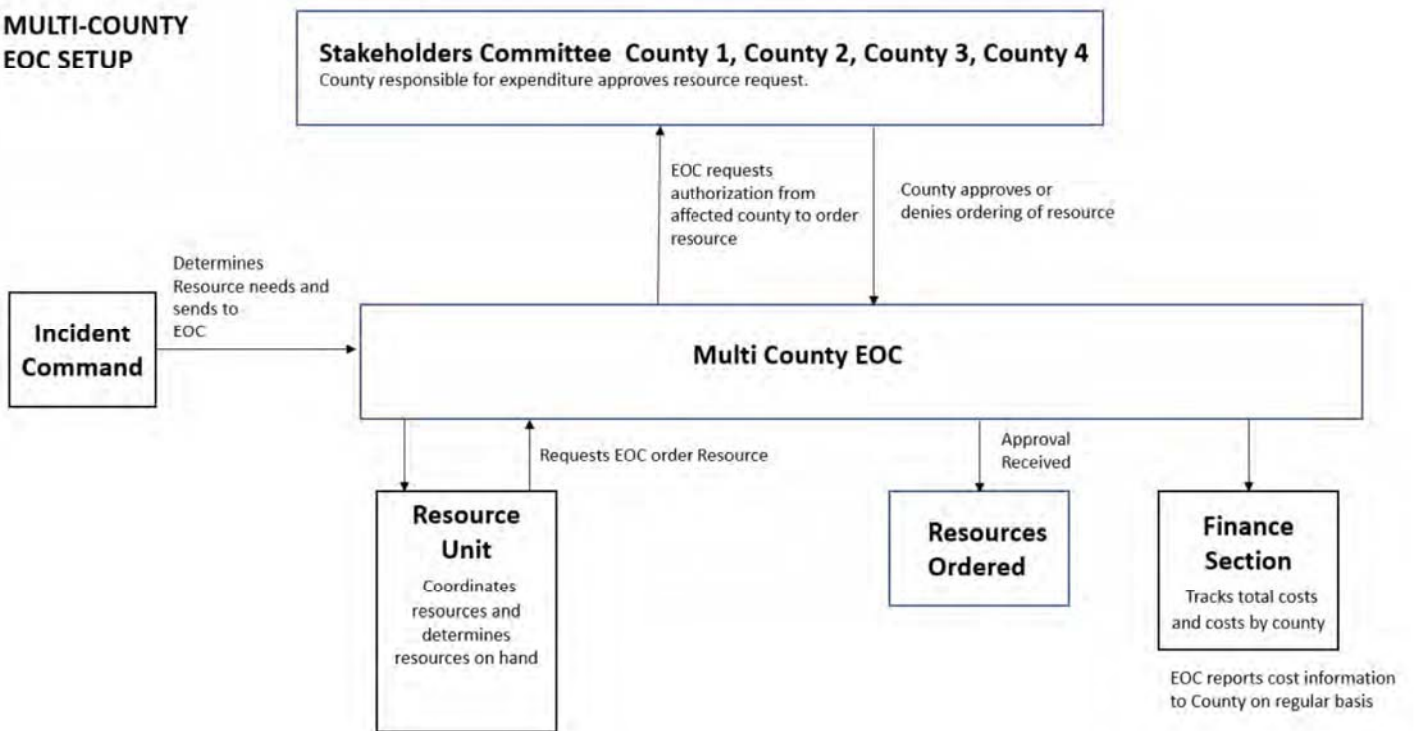 MULTI-COUNTY
EOC SETUP
Stakeholders Committee County 1, County 2, County 3, County 4
County responsible for expenditure approves resource request.
EOC requests
authorization from
affected county to order
resource
County approves or
denies ordering of resource
Determines
Resource needs and
sends to
EOC
Incident
Command
Multi County EOC
Requests EOC order Resource
Approval
Received
Resource
Unit
Coordinates
resources and
determines
resources on hand
Resources
Ordered
Finance
Section
Tracks total costs
and costs by county
EOC reports cost information
to County on regular basis